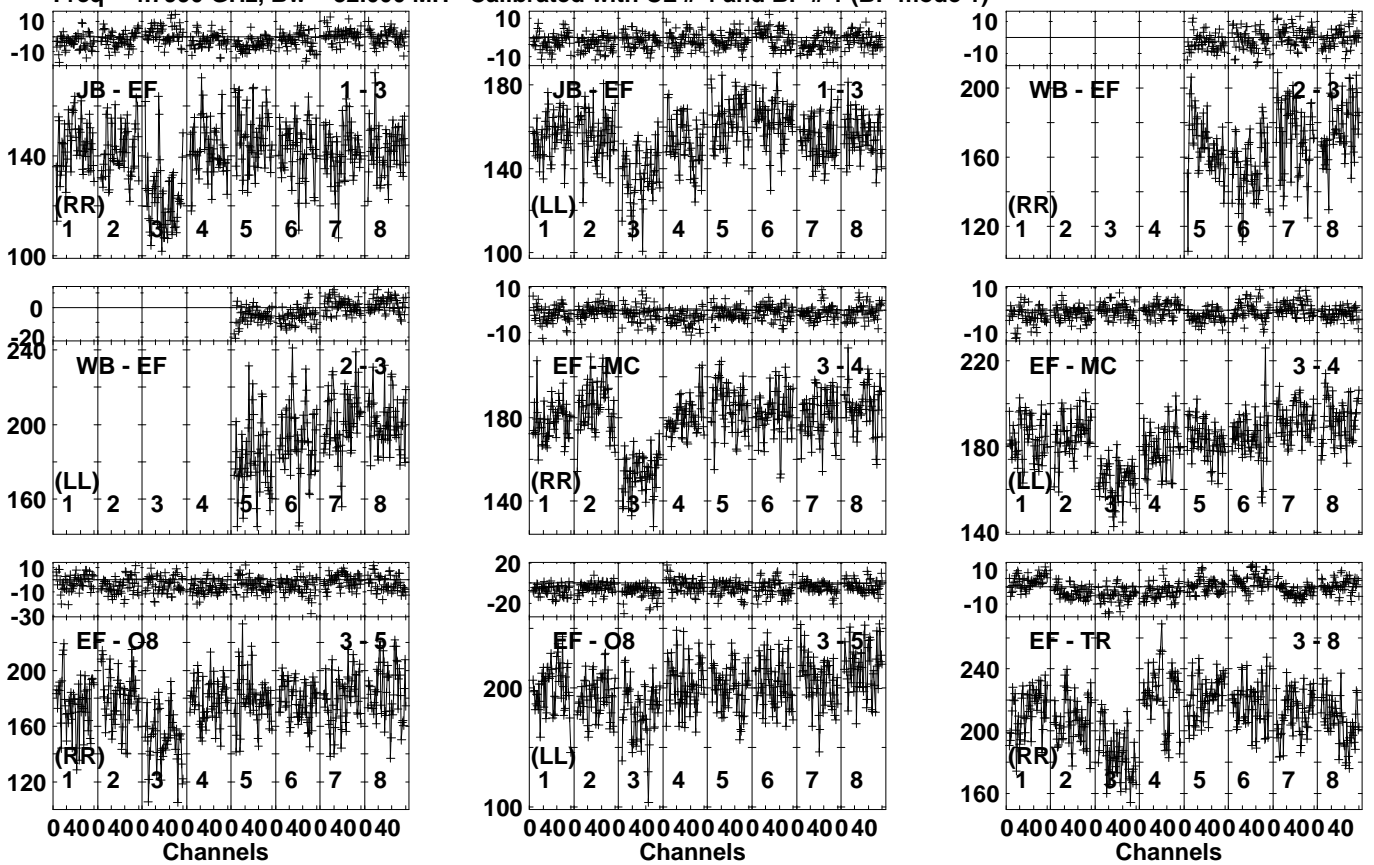 10 10 10
-10 -10 -10
JB - EF 1 - 3 180 JB - EF 1 - 3 200 WB - EF 2 - 3
140 140 160
(RR) (LL) (RR) 120
1 2 3 4 5 6 7 8 1 2 3 4 5 6 7 8 1 2 3 4 5 6 7 8
100 100
0 10 10
-20 -10 -10
240 WB - EF 2 - 3 EF - MC 3 - 4 220 EF - MC 3 - 4
200 180 180
(LL) (RR) (LL)
160 1 2 3 4 5 6 7 8 140 1 2 3 4 5 6 7 8 1 2 3 4 5 6 7 8
140
10 20 10
-10 -20 -10
-30
EF - O8 3 - 5 EF - O8 3 - 5 EF - TR 3 - 8
200 200 240
160 200
(RR) (LL) (RR)
120 1 2 3 4 5 6 7 8 1 2 3 4 5 6 7 8 160 1 2 3 4 5 6 7 8
100
0 40 0 40 0 40 0 40 0 40 0 40 0 40 0 40 0 40 0 40 0 40 0 40 0 40 0 40 0 40 0 40 0 40 0 40 0 40 0 40 0 40 0 40 0 40 0 40
Channels Channels Channels